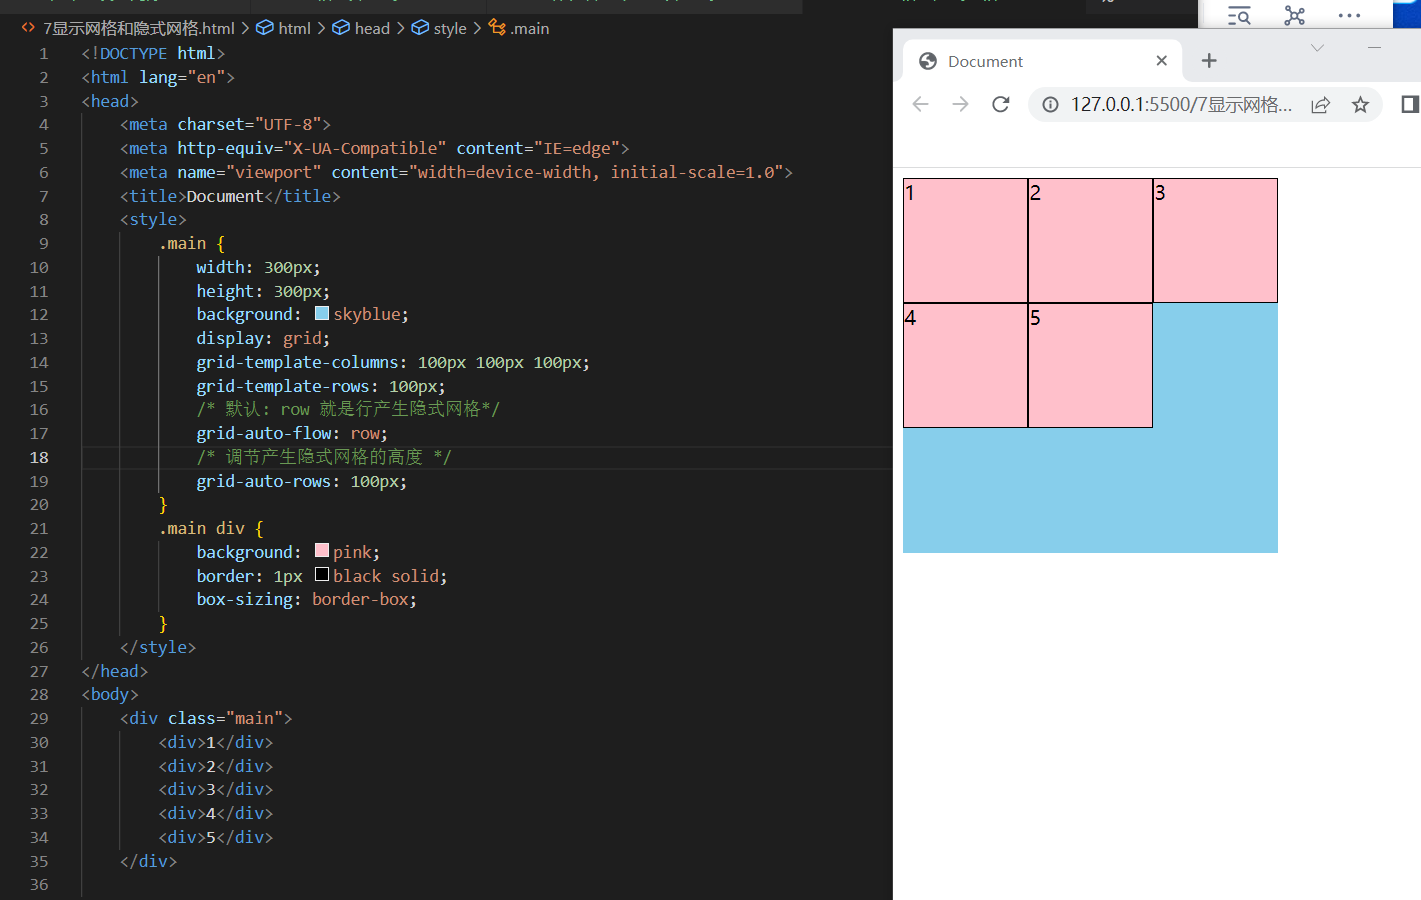 7显示网格和隐式网格.html > html > head > style > .main
1 <!DOCTYPE html>
2 <html lang="en">
3 <head>
4 <meta charset="UTF-8">
5 <meta http-equiv="X-UA-Compatible" content="IE=edge">
6 <meta name="viewport" content="width=device-width, initial-scale=1.0">
7 <title>Document</title>
8 <style>
9 .main {
10 width: 300px;
11 height: 300px;
12 background: skyblue;
13 display: grid;
14 grid-template-columns: 100px 100px 100px;
15 grid-template-rows: 100px;
16 /* 默认: row 就是行产生隐式网格*/
17 grid-auto-flow: row;
18 /* 调节产生隐式网格的高度 */
19 grid-auto-rows: 100px;
20 }
21 .main div {
22 background: pink;
23 border: 1px black solid;
24 box-sizing: border-box;
25 }
26 </style>
27 </head>
28 <body>
29 <div class="main">
30 <div>1</div>
31 <div>2</div>
32 <div>3</div>
33 <div>4</div>
34 <div>5</div>
35 </div>
36
Document
127.0.0.1:5500/7显示网格...
1 2 3
4 5